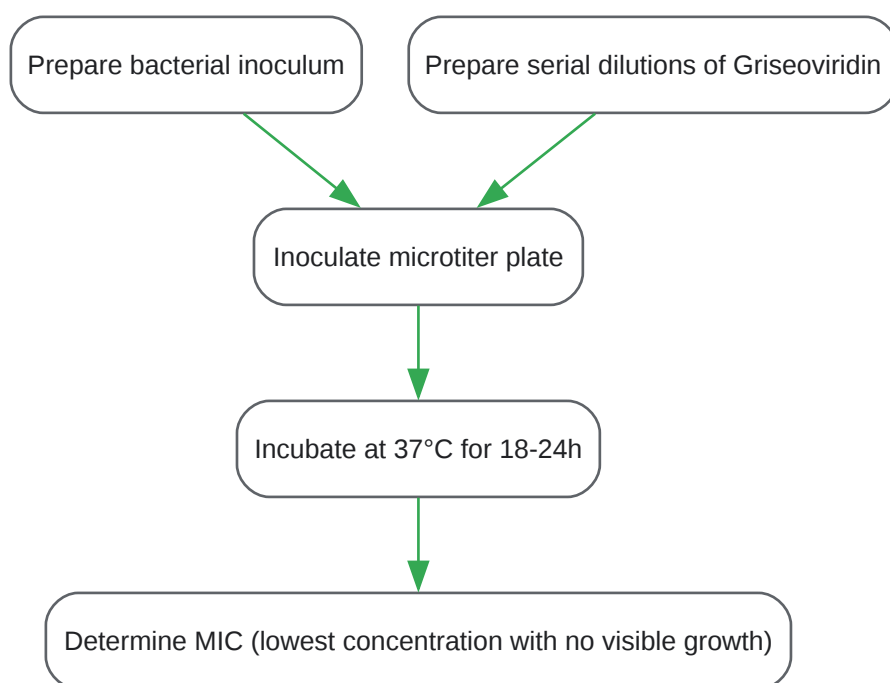 Prepare bacterial inoculum
Prepare serial dilutions of Griseoviridin
Inoculate microtiter plate
Incubate at 37°C for 18-24h
Determine MIC (lowest concentration with no visible growth)